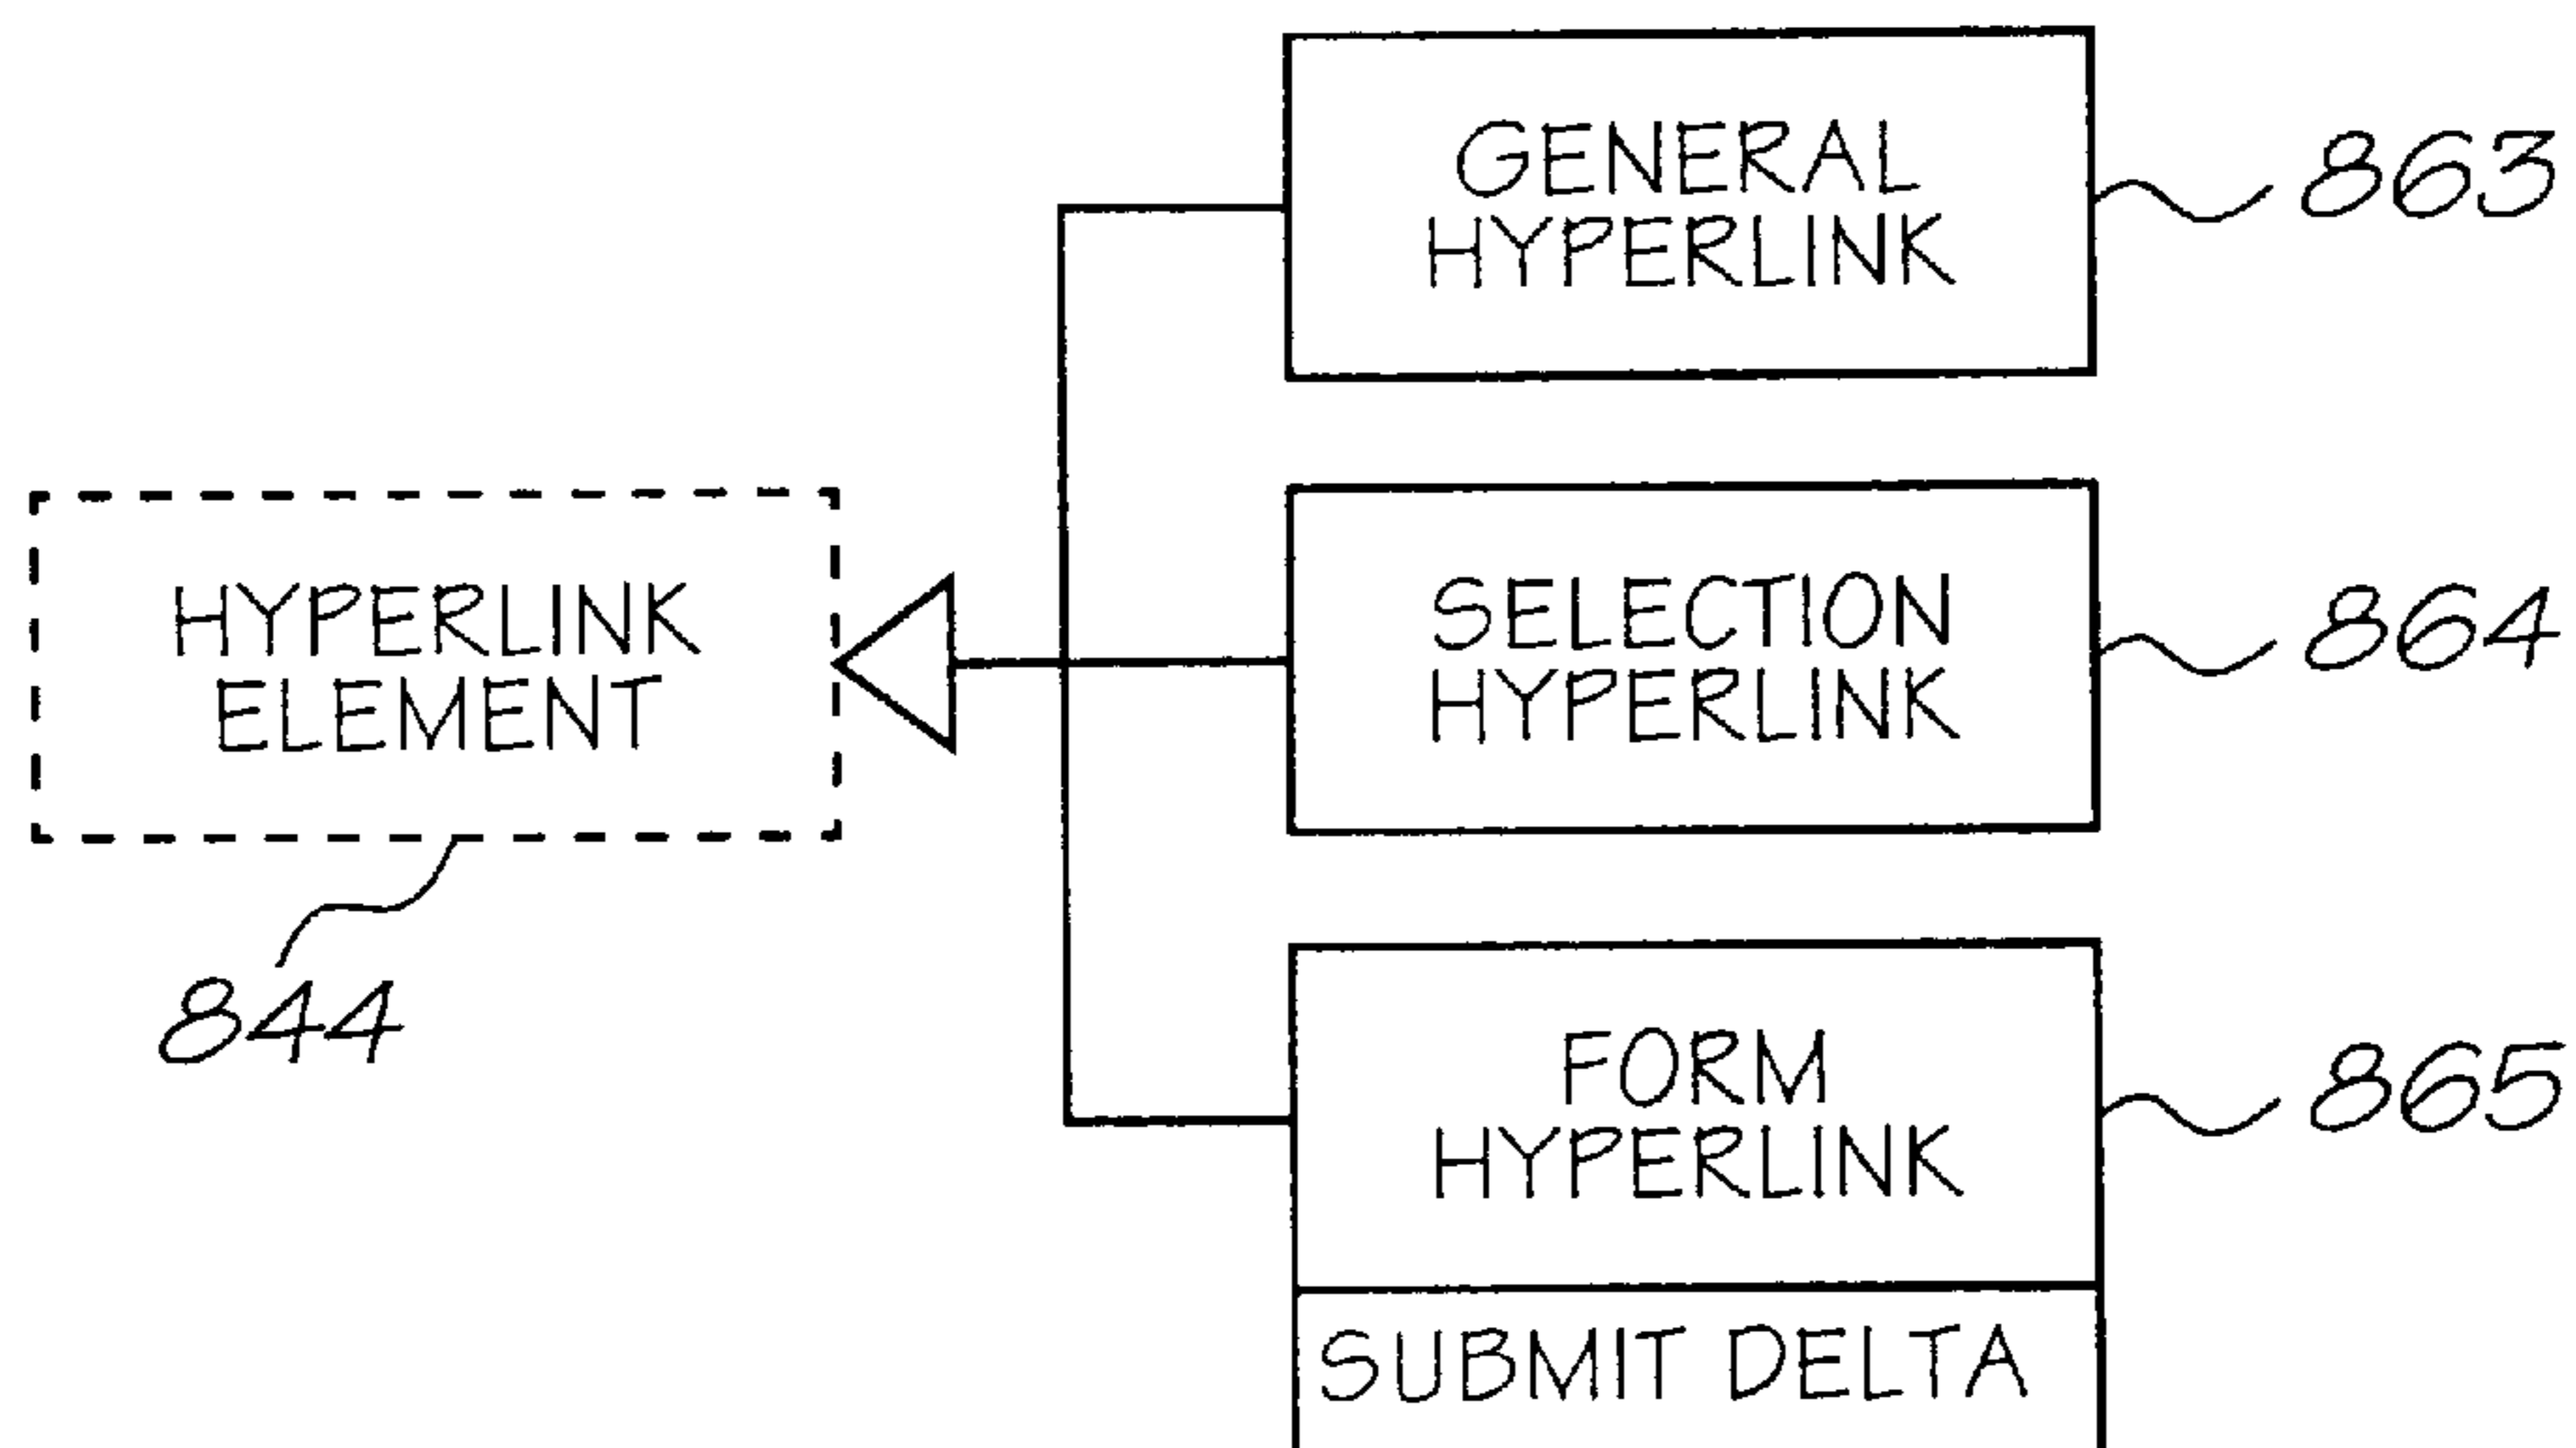 GENERAL
HYPERLINK
863
HYPERLINK
ELEMENT
844
SELECTION
HYPERLINK
864
FORM
HYPERLINK
865
SUBMIT DELTA